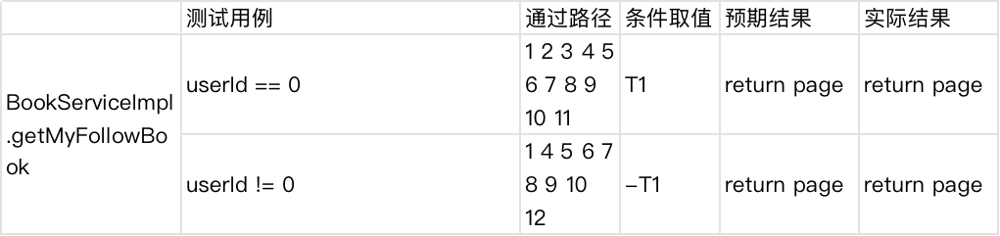 测试用例 通过路径 条件取值 预期结果 实际结果
BookServiceImpl
.getMyFollowBo
ok
userId == 0
1 2 3 4 5
6 7 8 9
10 11
T1
return page
return page
userId != 0
1 4 5 6 7
8 9 10
12
-T1
return page
return page